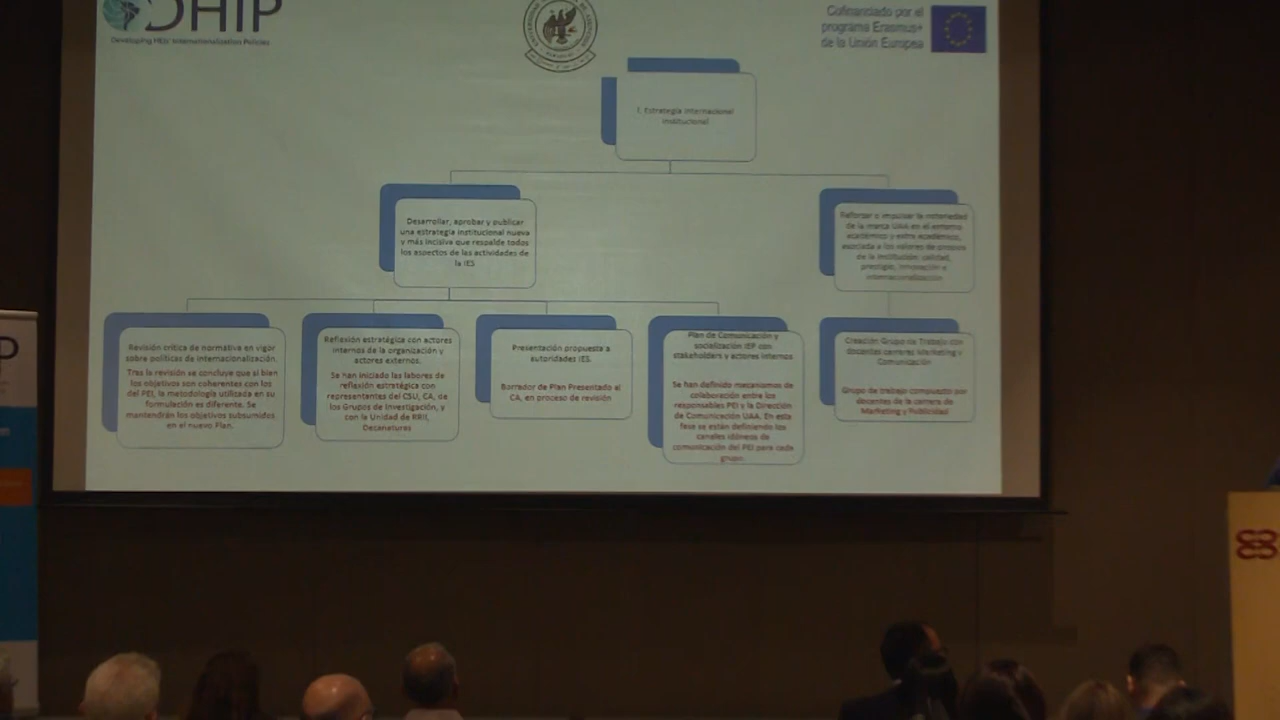 DHIP
Developing HEIs' Internationalization Policies
Cofinanciado por el
programa Erasmus+
de la Unión Europea
I. Estrategia internacional
institucional
Desarrollar, aprobar y publicar
una estrategia institucional nueva
y más incisiva que respalde todos
los aspectos de las actividades de
la IES
Reforzar o impulsar la notoriedad
de la marca UAA en el entorno
académico y extra académico,
asociada a los valores de
de la institución: calidad,
prestigio, innovación e
internacionalización
Revisión crítica de normativa en vigor
sobre políticas de internacionalización.
Tras la revisión se concluye que si bien
los objetivos son coherentes con los
del PEI, la metodología utilizada en su
formulación es diferente. Se
mantendrán los objetivos subsumidos
en el nuevo Plan.
Reflexión estratégica con actores
internos de la organización y
actores externos.
Se han iniciado las labores de
reflexión estratégica con
representantes del CSU, CA, de
los Grupos de Investigación, y
con la Unidad de RRII,
Decanatures
Presentación propuesta a
autoridades IES.
Borrador de Plan Presentado al
CA, en proceso de revisión
Plan de Comunicación y
socialización IEP con
stakeholders y actores internos
Se han definido mecanismos de
colaboración entre los
responsables PEI y la Dirección
de Comunicación UAA. En esta
fase se están definiendo los
canales idóneos de
comunicación del PEI para cada
grupo.
Creación Grupo de Trabajo con
docentes carreras Marketing y
Comunicación
Grupo de trabajo compuesto por
docentes de la carrera de
Marketing y Publicidad
P